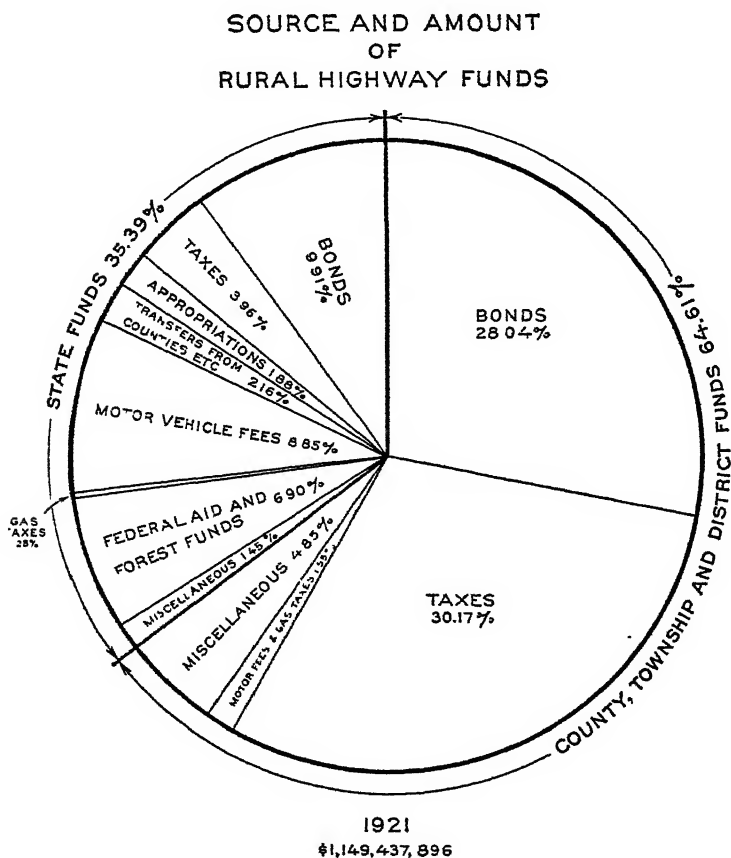 SOURCE AND AMOUNT
OF
RURAL HIGHWAY FUNDS
STATE FUNDS 35.39%
COUNTY, TOWNSHIP AND DISTRICT FUNDS 64.61%
BONDS
9 91%
TAXES 3 96%
APPROPRIATIONS 1 88%
TRANSFERS FROM
COUNTIES ETC 2 16%
MOTOR VEHICLE FEES 8 85%
GAS
TAXES
28%
FEDERAL AID AND
FOREST FUNDS 6 90%
MISCELLANEOUS 1 45%
MISCELLANEOUS 4 85%
MOTOR FEES & GAS TAXES 1 55%
BONDS
28 04%
TAXES
30.17%
1921
$1,149,437,896